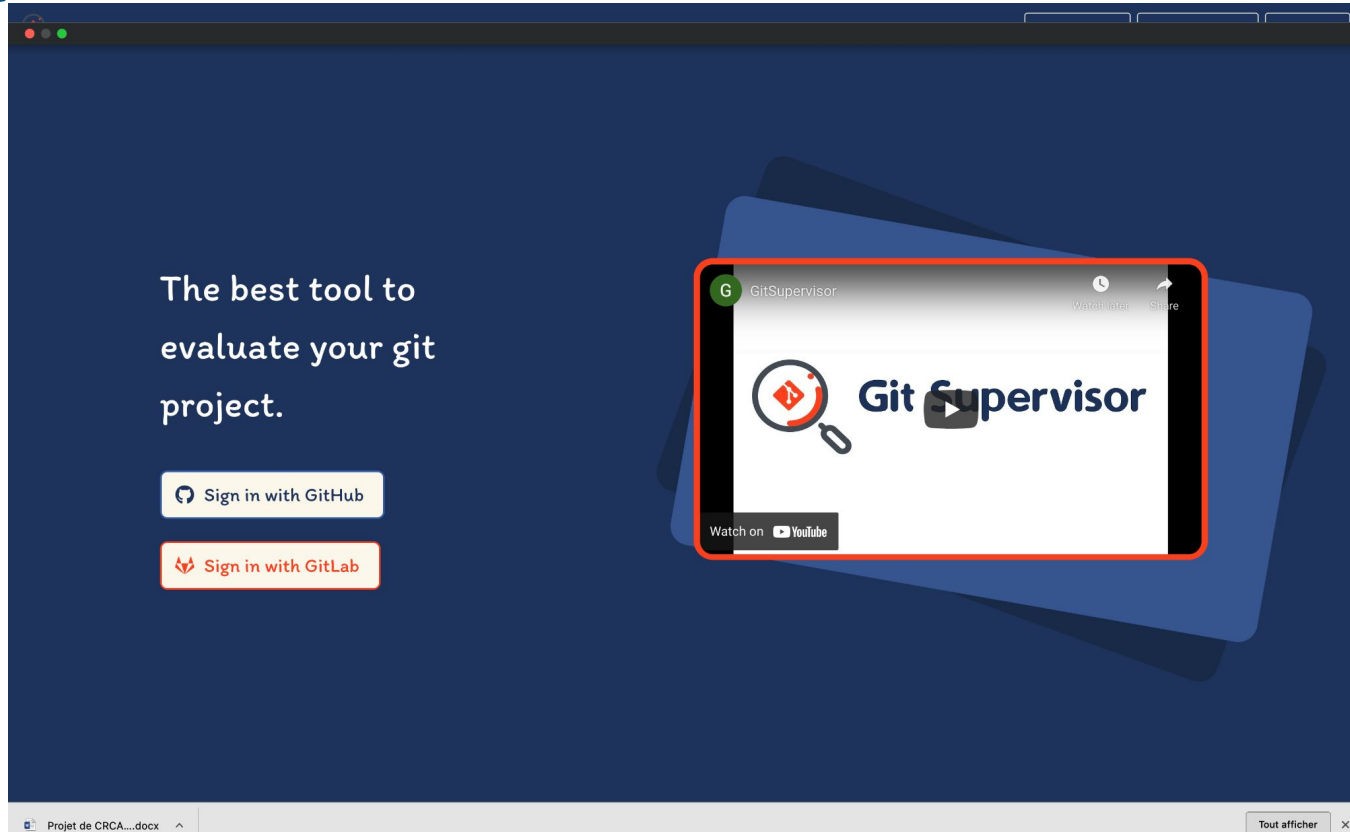 The best tool to
evaluate your git
project.
Sign in with GitHub
Sign in with GitLab
G GitSupervisor
Watch later Share
Git Supervisor
Watch on YouTube
Projet de CRCA....docx
Tout afficher